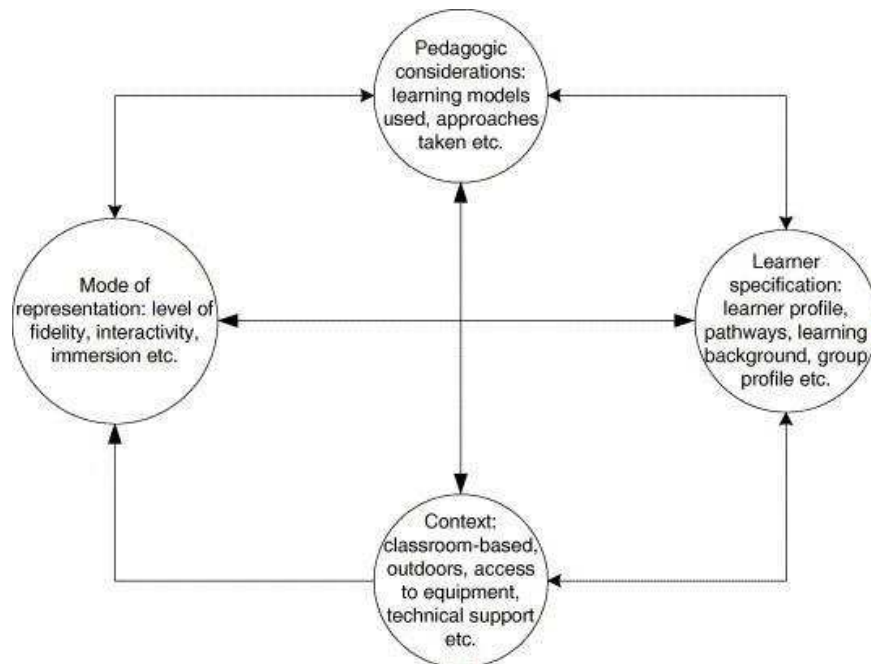 Pedagogic
considerations:
learning models
used, approaches
taken etc.
Mode of
representation: level of
fidelity, interactivity,
immersion etc.
Learner
specification:
learner profile,
pathways, learning
background, group
profile etc.
Context:
classroom-based,
outdoors, access
to equipment,
technical support
etc.